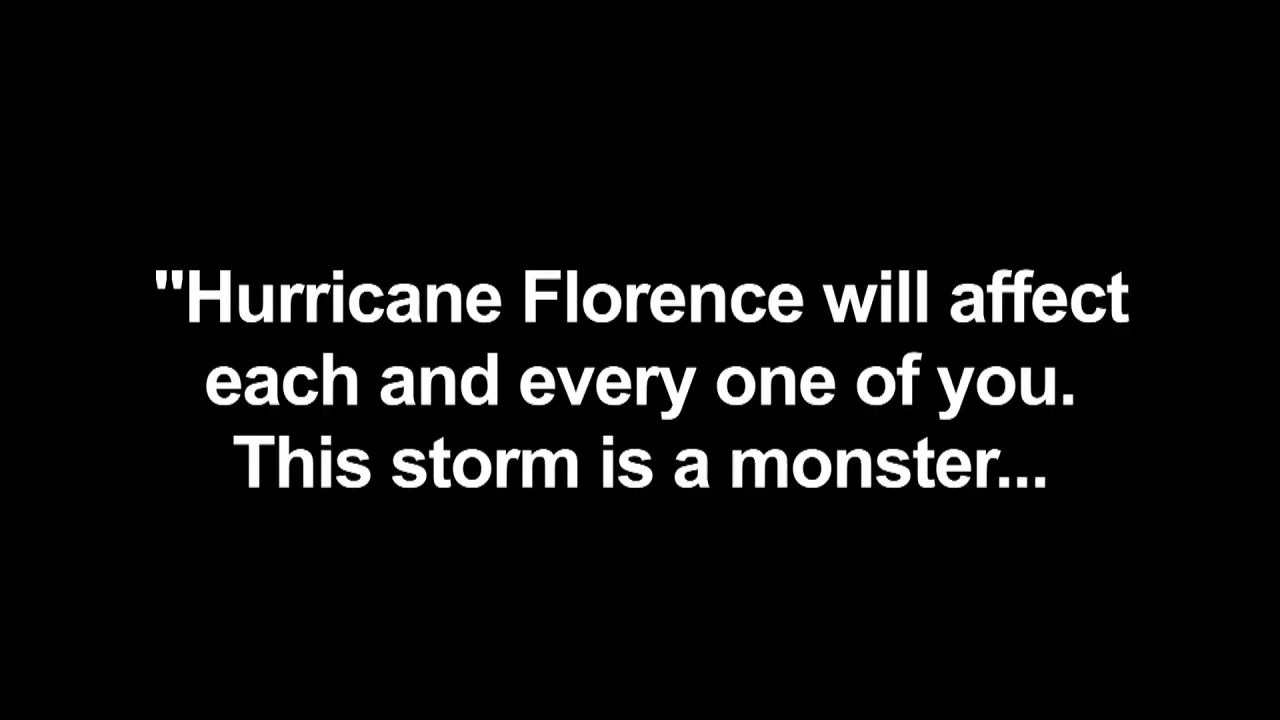 "Hurricane Florence will affect
each and every one of you.
This storm is a monster...